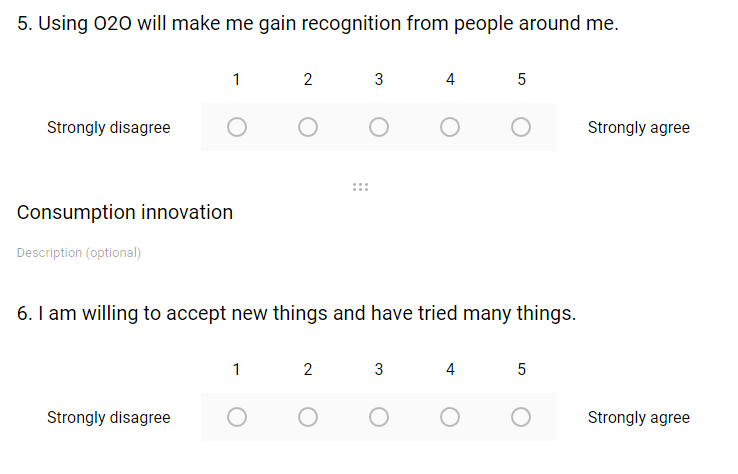 5. Using O2O will make me gain recognition from people around me.
1 2 3 4 5
Strongly disagree Strongly agree
Consumption innovation
Description (optional)
6. I am willing to accept new things and have tried many things.
1 2 3 4 5
Strongly disagree Strongly agree